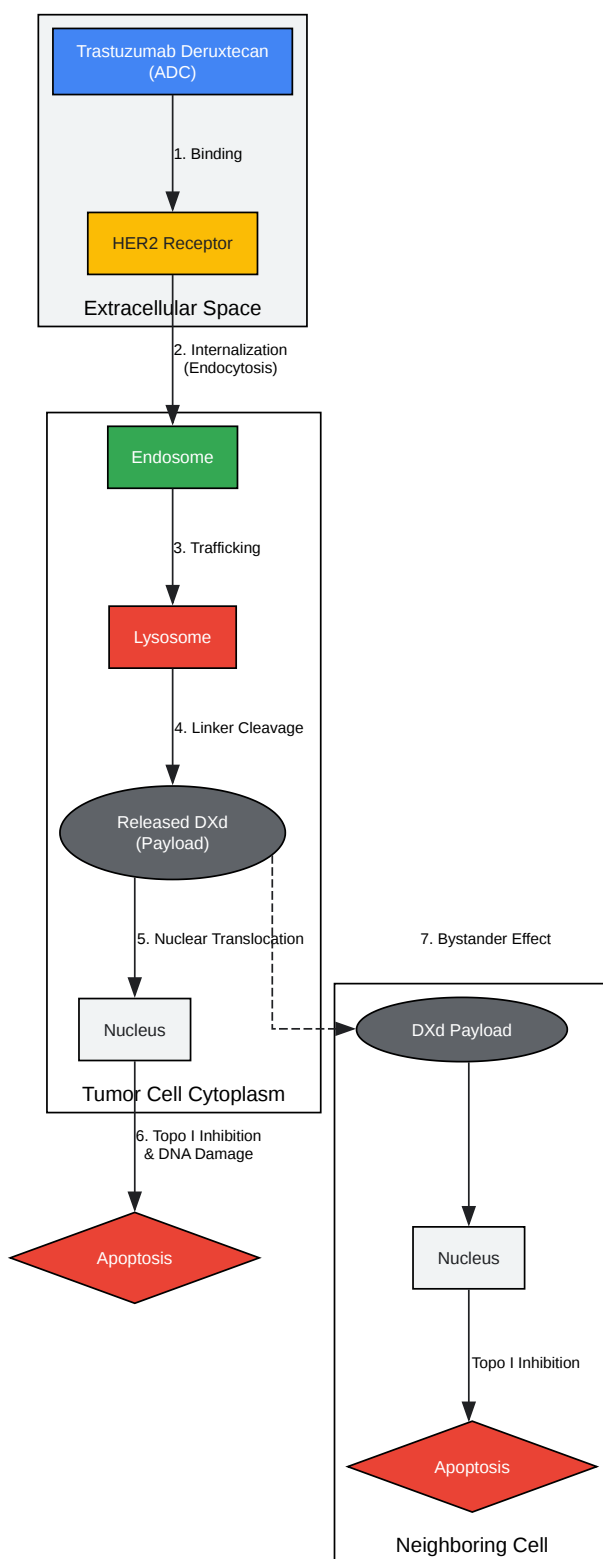 Trastuzumab Deruxtecan
(ADC)
1. Binding
HER2 Receptor
Extracellular Space
2. Internalization
(Endocytosis)
Endosome
3. Trafficking
Lysosome
4. Linker Cleavage
Released DXd
(Payload)
5. Nuclear Translocation
7. Bystander Effect
Nucleus
DXd Payload
Tumor Cell Cytoplasm
6. Topo I Inhibition
& DNA Damage
Apoptosis
Nucleus
Topo I Inhibition
Apoptosis
Neighboring Cell